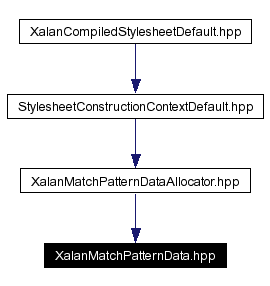 XalanCompiledStylesheetDefault.hpp
StylesheetConstructionContextDefault.hpp
XalanMatchPatternDataAllocator.hpp
XalanMatchPatternData.hpp